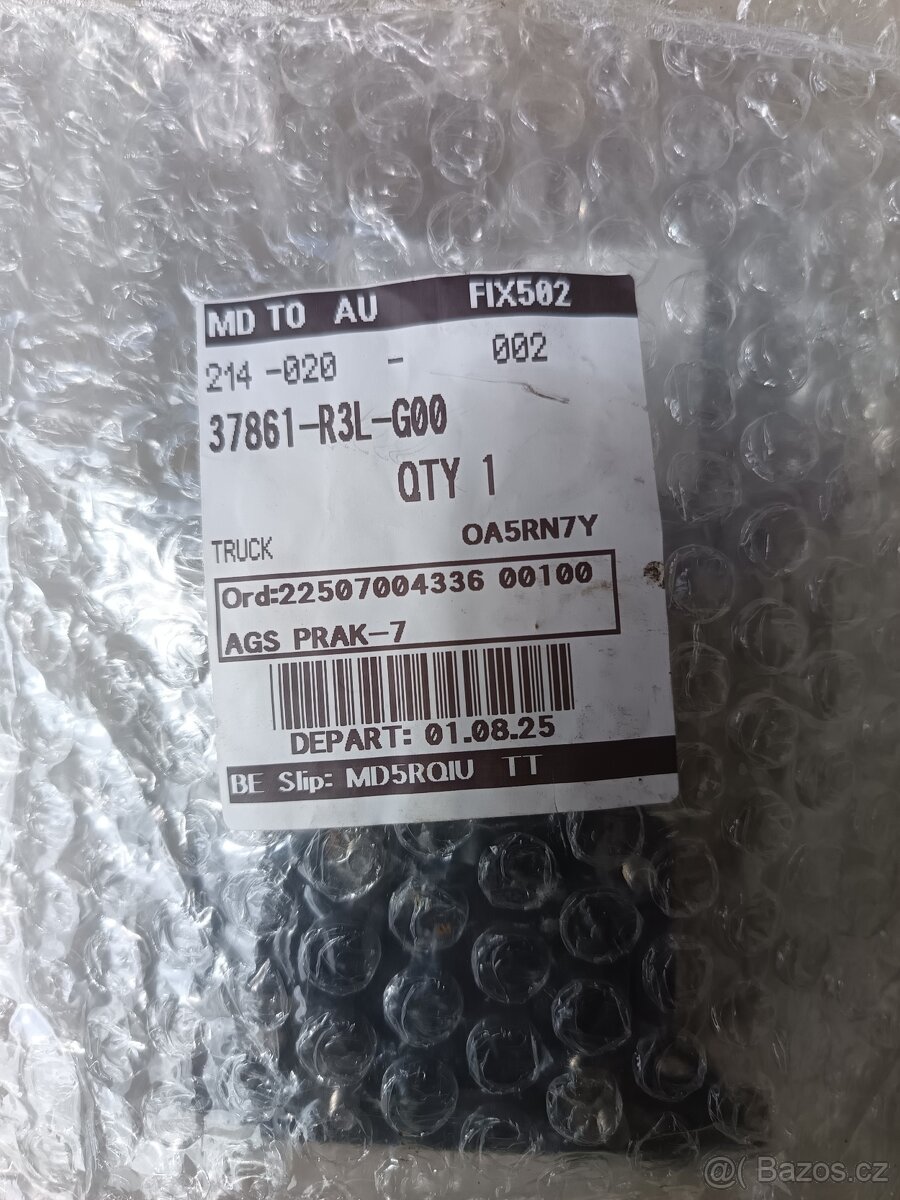 MD TO AU FIX502
214 -020 - 002
37861-R3L-G00
QTY 1
TRUCK OA5RN7Y
Ord:22507004336 00100
AGS PRAK-7
DEPART: 01.08.25
BE Slip: MD5RQIU TT
@( Bazos.cz